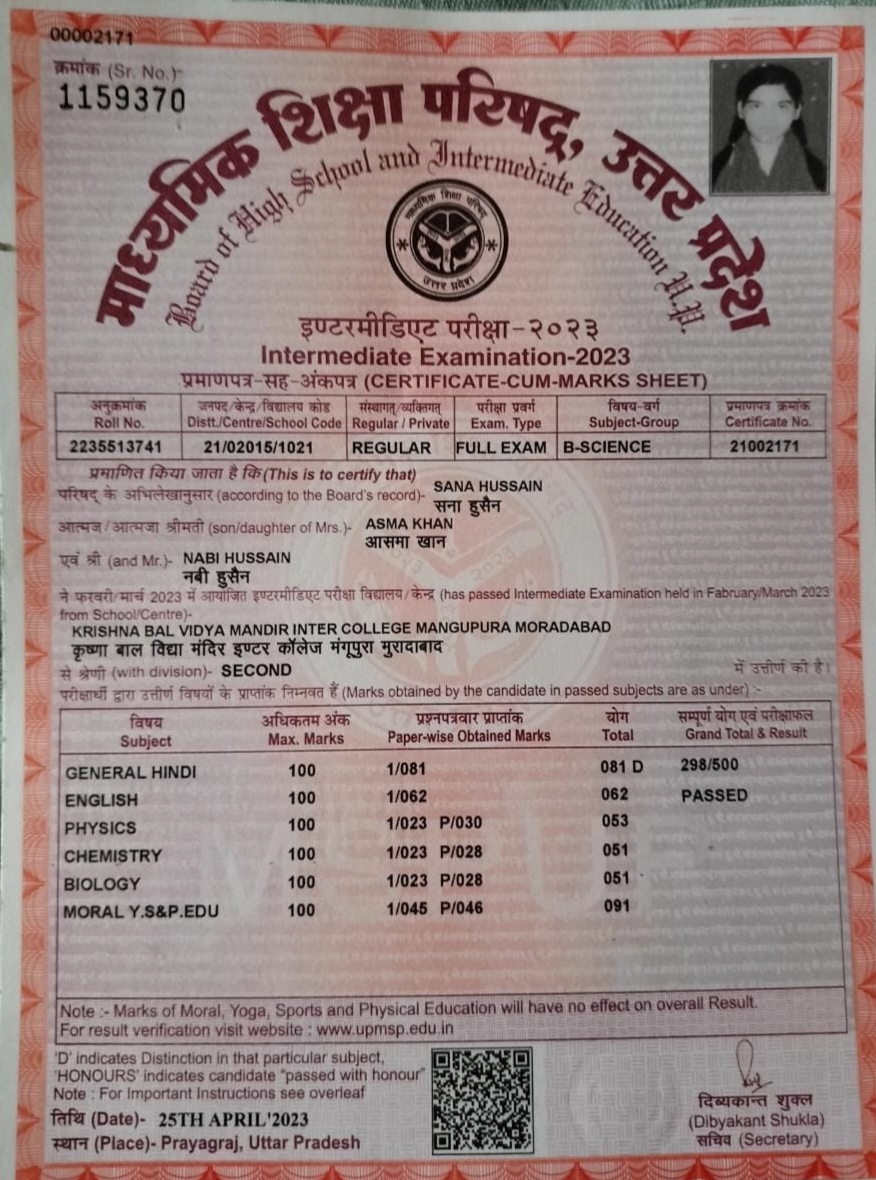 00002171
क्रमांक (Sr. No.)-
1159370
माध्यमिक शिक्षा परिषद्, उत्तर प्रदेश
Board of High School and Intermediate Education U.P.
माध्यमिक शिक्षा परिषद्
उत्तर प्रदेश
इण्टरमीडिएट परीक्षा-२०२३
Intermediate Examination-2023
प्रमाणपत्र-सह-अंकपत्र (CERTIFICATE-CUM-MARKS SHEET)
अनुक्रमांक जनपद/केन्द्र/विद्यालय कोड संस्थागत/व्यक्तिगत परीक्षा प्रवर्ग विषय-वर्ग प्रमाणपत्र क्रमांक
Roll No. Distt./Centre/School Code Regular / Private Exam. Type Subject-Group Certificate No.
2235513741 21/02015/1021 REGULAR FULL EXAM B-SCIENCE 21002171
प्रमाणित किया जाता है कि (This is to certify that)
परिषद् के अभिलेखानुसार (according to the Board's record)- SANA HUSSAIN
सना हुसैन
आत्मज/आत्मजा श्रीमती (son/daughter of Mrs.)- ASMA KHAN
आसमा खान
एवं श्री (and Mr.)- NABI HUSSAIN
नबी हुसैन
ने फरवरी/मार्च 2023 में आयोजित इण्टरमीडिएट परीक्षा विद्यालय/केन्द्र (has passed Intermediate Examination held in Fabruary/March 2023
from School/Centre)-
KRISHNA BAL VIDYA MANDIR INTER COLLEGE MANGUPURA MORADABAD
कृष्णा बाल विद्या मंदिर इण्टर कॉलेज मंगूपुरा मुरादाबाद
से श्रेणी (with division)- SECOND में उत्तीर्ण की है।
परीक्षार्थी द्वारा उत्तीर्ण विषयों के प्राप्तांक निम्नवत हैं (Marks obtained by the candidate in passed subjects are as under) :-
विषय अधिकतम अंक प्रश्नपत्रवार प्राप्तांक योग सम्पूर्ण योग एवं परीक्षाफल
Subject Max. Marks Paper-wise Obtained Marks Total Grand Total & Result
GENERAL HINDI 100 1/081 081 D 298/500
ENGLISH 100 1/062 062 PASSED
PHYSICS 100 1/023 P/030 053
CHEMISTRY 100 1/023 P/028 051
BIOLOGY 100 1/023 P/028 051
MORAL Y.S&P.EDU 100 1/045 P/046 091
Note :- Marks of Moral, Yoga, Sports and Physical Education will have no effect on overall Result.
For result verification visit website : www.upmsp.edu.in
'D' indicates Distinction in that particular subject,
'HONOURS' indicates candidate "passed with honour"
Note : For Important Instructions see overleaf
तिथि (Date)- 25TH APRIL'2023
स्थान (Place)- Prayagraj, Uttar Pradesh
दिब्यकान्त शुक्ल
(Dibyakant Shukla)
सचिव (Secretary)